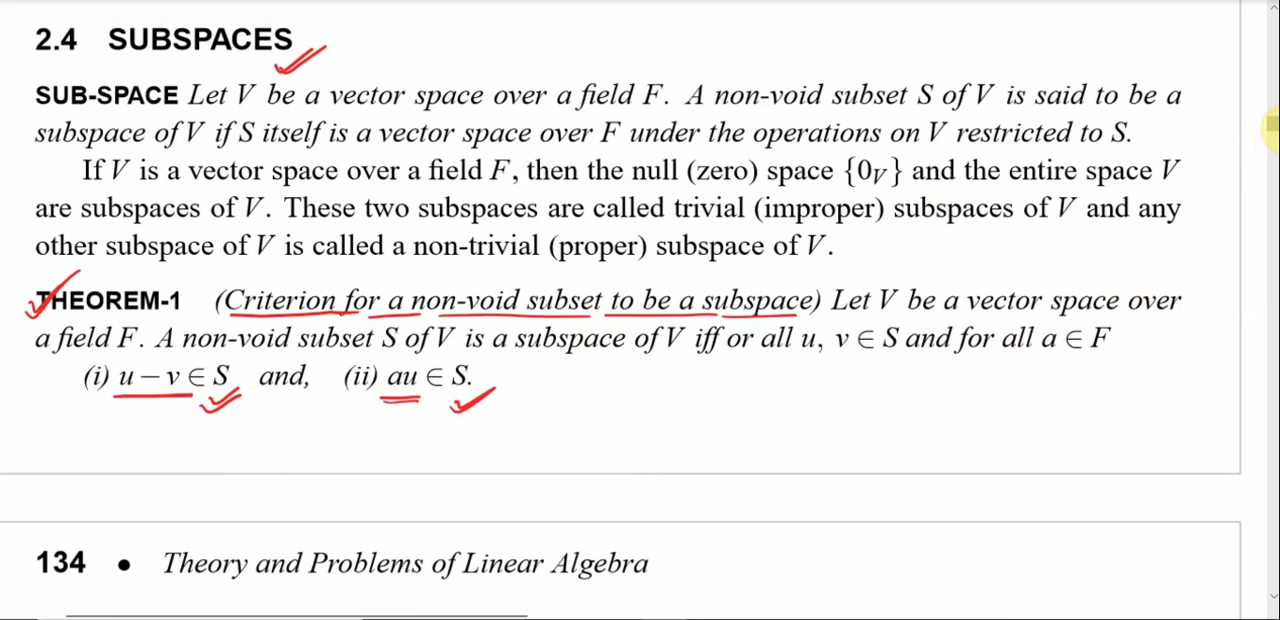 2.4 SUBSPACES
SUB-SPACE Let V be a vector space over a field F. A non-void subset S of V is said to be a
subspace of V if S itself is a vector space over F under the operations on V restricted to S.
If V is a vector space over a field F, then the null (zero) space {0V} and the entire space V
are subspaces of V. These two subspaces are called trivial (improper) subspaces of V and any
other subspace of V is called a non-trivial (proper) subspace of V.
THEOREM-1 (Criterion for a non-void subset to be a subspace) Let V be a vector space over
a field F. A non-void subset S of V is a subspace of V iff or all u, v ∈ S and for all a ∈ F
(i) u − v ∈ S and, (ii) au ∈ S.
134 • Theory and Problems of Linear Algebra